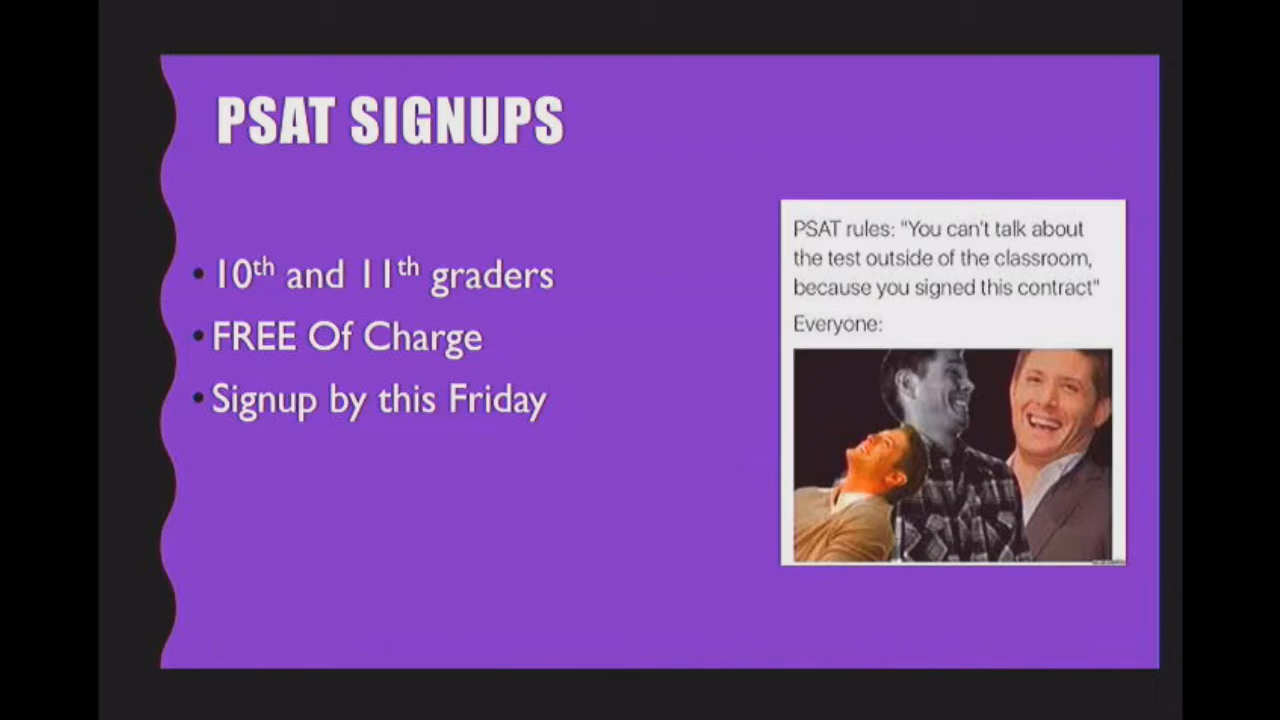 PSAT SIGNUPS
• 10th and 11th graders
• FREE Of Charge
• Signup by this Friday
PSAT rules: "You can't talk about
the test outside of the classroom,
because you signed this contract"
Everyone: